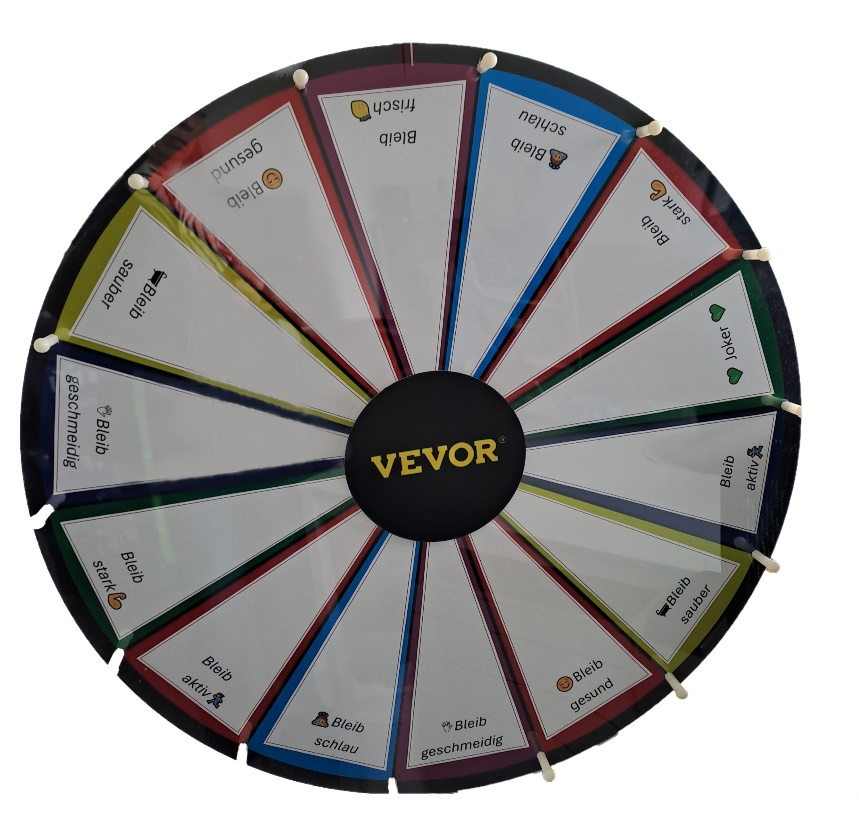 Bleib
frisch🍋
🎓Bleib
schlau
Bleib
stark💪
💚 Joker 💚
Bleib
aktiv🏃
🛁Bleib
sauber
😊Bleib
gesund
👋Bleib
geschmeidig
Bleib
schlau
Bleib
aktiv🏃
Bleib
stark💪
👋Bleib
geschmeidig
🛁Bleib
sauber
😊Bleib
gesund
VEVOR®